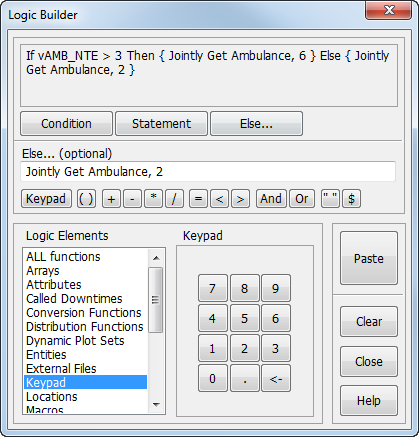 Logic Builder
If vAMB_NTE > 3 Then { Jointly Get Ambulance, 6 } Else { Jointly
Get Ambulance, 2 }
Condition Statement Else...
Else... (optional)
Jointly Get Ambulance, 2
Keypad ( ) + - * / = < > And Or " " $
Logic Elements
ALL functions
Arrays
Attributes
Called Downtimes
Conversion Functions
Distribution Functions
Dynamic Plot Sets
Entities
External Files
Keypad
Locations
Macros
Keypad
7 8 9
4 5 6
1 2 3
0 . <-
Paste
Clear
Close
Help